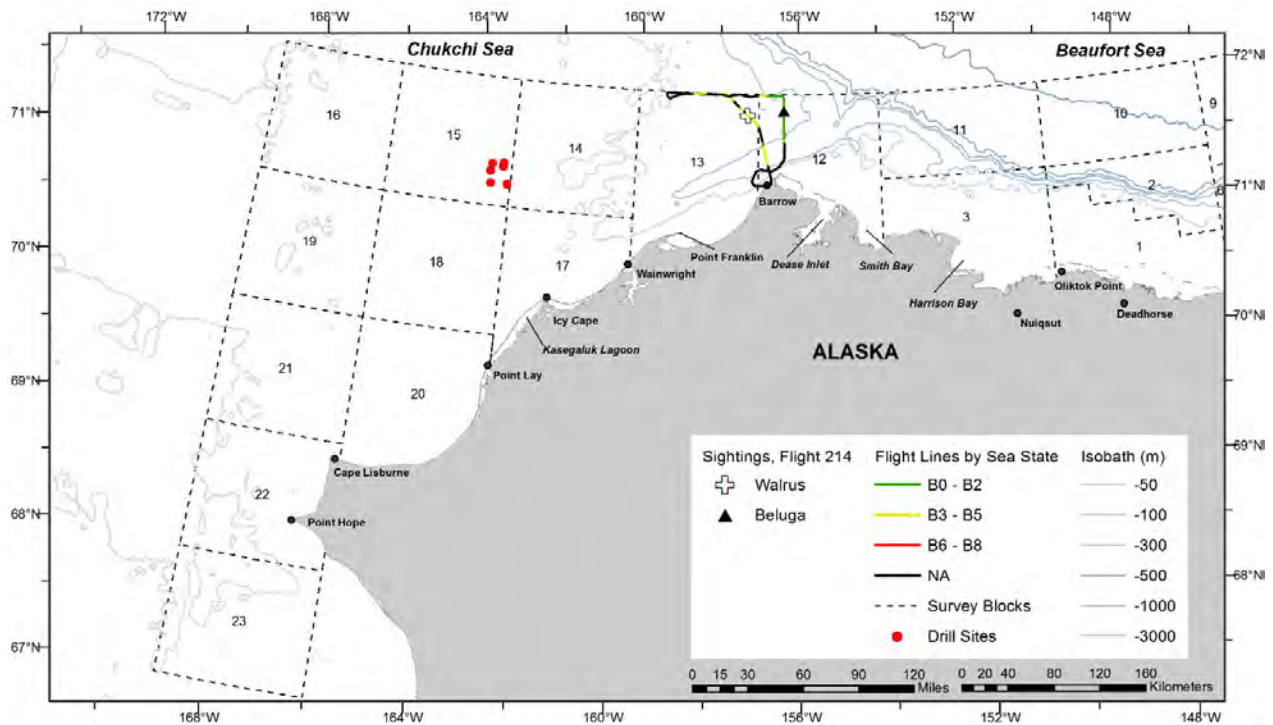 172°W 168°W 164°W 160°W 156°W 152°W 148°W
Chukchi Sea
Beaufort Sea
72°N
71°N
16
15
14
13
12
11
10
9
2
3
1
71°N
Barrow
70°N
19
18
17
Point Franklin
Dease Inlet
Smith Bay
Wainwright
Harrison Bay
Oliktok Point
Icy Cape
Nuiqsut
Deadhorse
70°N
Kasegaluk Lagoon
ALASKA
69°N
21
20
Point Lay
Cape Lisburne
69°N
22
68°N
Point Hope
68°N
23
67°N
Sightings, Flight 214
Walrus
Beluga
Flight Lines by Sea State
B0 - B2
B3 - B5
B6 - B8
NA
Survey Blocks
Drill Sites
Isobath (m)
-50
-100
-300
-500
-1000
-3000
0 15 30 60 90 120
Miles
0 20 40 80 120 160
Kilometers
168°W 164°W 160°W 156°W 152°W 148°W